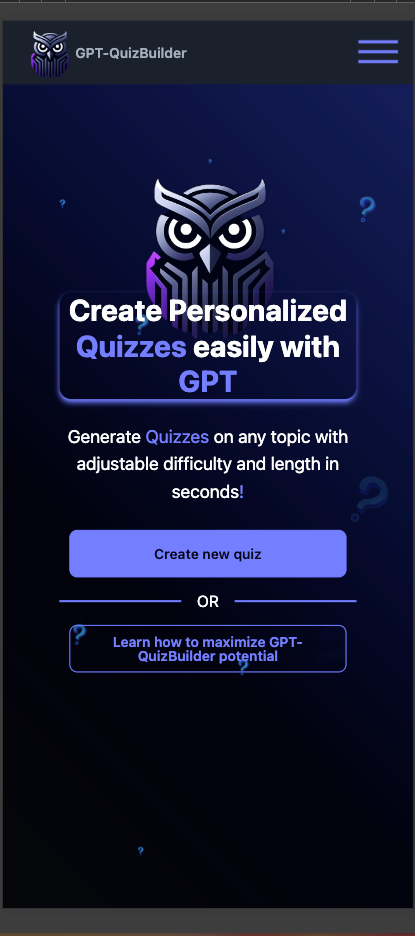 GPT-QuizBuilder
Create Personalized
Quizzes easily with
GPT
Generate Quizzes on any topic with
adjustable difficulty and length in
seconds!
Create new quiz
OR
Learn how to maximize GPT-
QuizBuilder potential